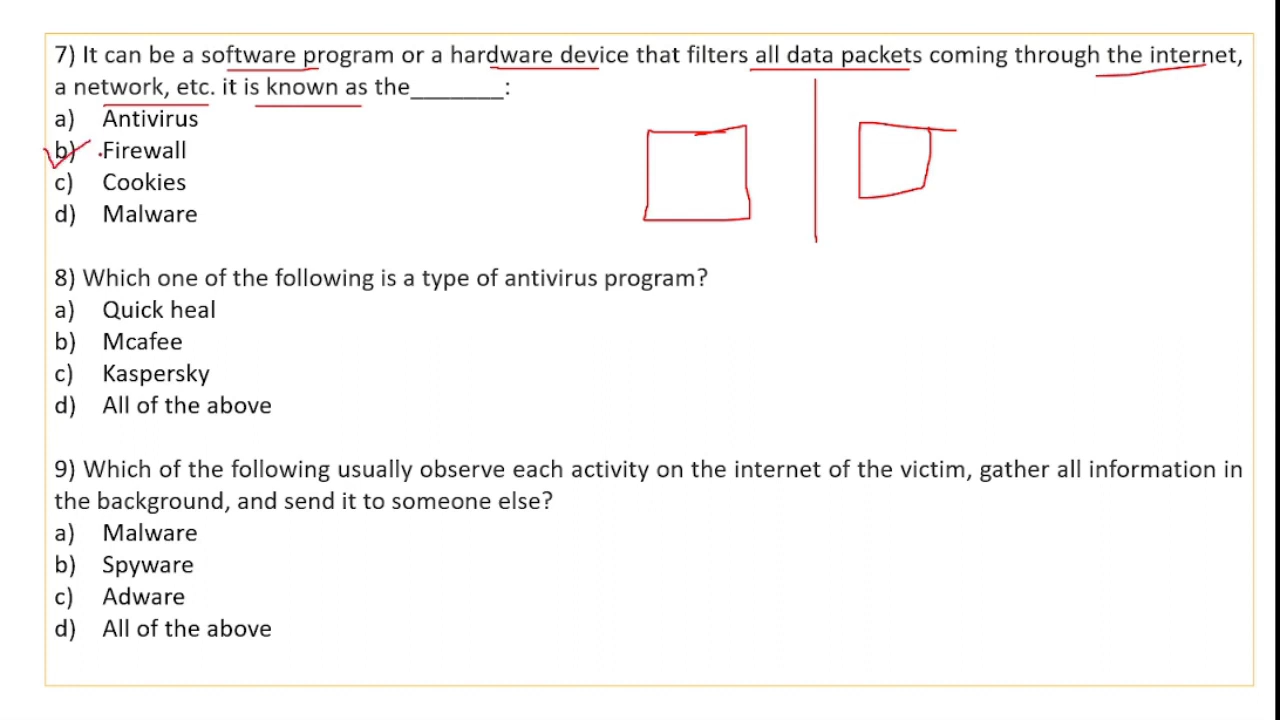 7) It can be a software program or a hardware device that filters all data packets coming through the internet,
a network, etc. it is known as the_______:
a) Antivirus
b) Firewall
c) Cookies
d) Malware
8) Which one of the following is a type of antivirus program?
a) Quick heal
b) Mcafee
c) Kaspersky
d) All of the above
9) Which of the following usually observe each activity on the internet of the victim, gather all information in
the background, and send it to someone else?
a) Malware
b) Spyware
c) Adware
d) All of the above